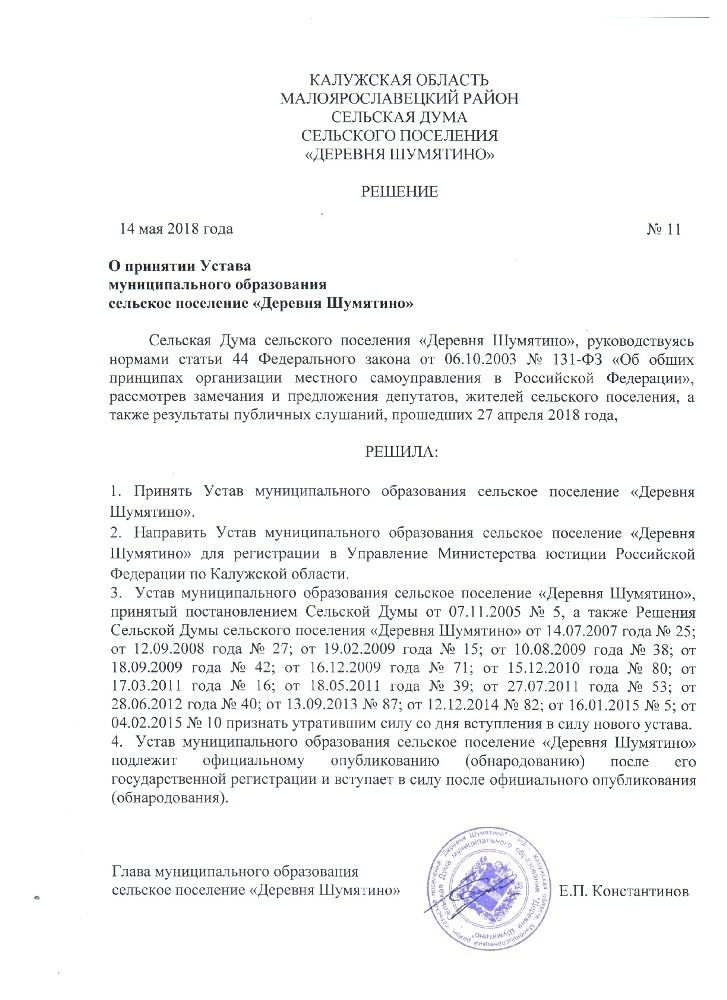 КАЛУЖСКАЯ ОБЛАСТЬ
МАЛОЯРОСЛАВЕЦКИЙ РАЙОН
СЕЛЬСКАЯ ДУМА
СЕЛЬСКОГО ПОСЕЛЕНИЯ
«ДЕРЕВНЯ ШУМЯТИНО»
РЕШЕНИЕ
14 мая 2018 года № 11
О принятии Устава
муниципального образования
сельское поселение «Деревня Шумятино»
Сельская Дума сельского поселения «Деревня Шумятино», руководствуясь
нормами статьи 44 Федерального закона от 06.10.2003 № 131-ФЗ «Об общих
принципах организации местного самоуправления в Российской Федерации»,
рассмотрев замечания и предложения депутатов, жителей сельского поселения, а
также результаты публичных слушаний, прошедших 27 апреля 2018 года,
РЕШИЛА:
1. Принять Устав муниципального образования сельское поселение «Деревня
Шумятино».
2. Направить Устав муниципального образования сельское поселение «Деревня
Шумятино» для регистрации в Управление Министерства юстиции Российской
Федерации по Калужской области.
3. Устав муниципального образования сельское поселение «Деревня Шумятино»,
принятый постановлением Сельской Думы от 07.11.2005 № 5, а также Решения
Сельской Думы сельского поселения «Деревня Шумятино» от 14.07.2007 года № 25;
от 12.09.2008 года № 27; от 19.02.2009 года № 15; от 10.08.2009 года № 38; от
18.09.2009 года № 42; от 16.12.2009 года № 71; от 15.12.2010 года № 80; от
17.03.2011 года № 16; от 18.05.2011 года № 39; от 27.07.2011 года № 53; от
28.06.2012 года № 40; от 13.09.2013 № 87; от 12.12.2014 № 82; от 16.01.2015 № 5; от
04.02.2015 № 10 признать утратившим силу со дня вступления в силу нового устава.
4. Устав муниципального образования сельское поселение «Деревня Шумятино»
подлежит официальному опубликованию (обнародованию) после его
государственной регистрации и вступает в силу после официального опубликования
(обнародования).
Глава муниципального образования
сельское поселение «Деревня Шумятино» Е.П. Константинов